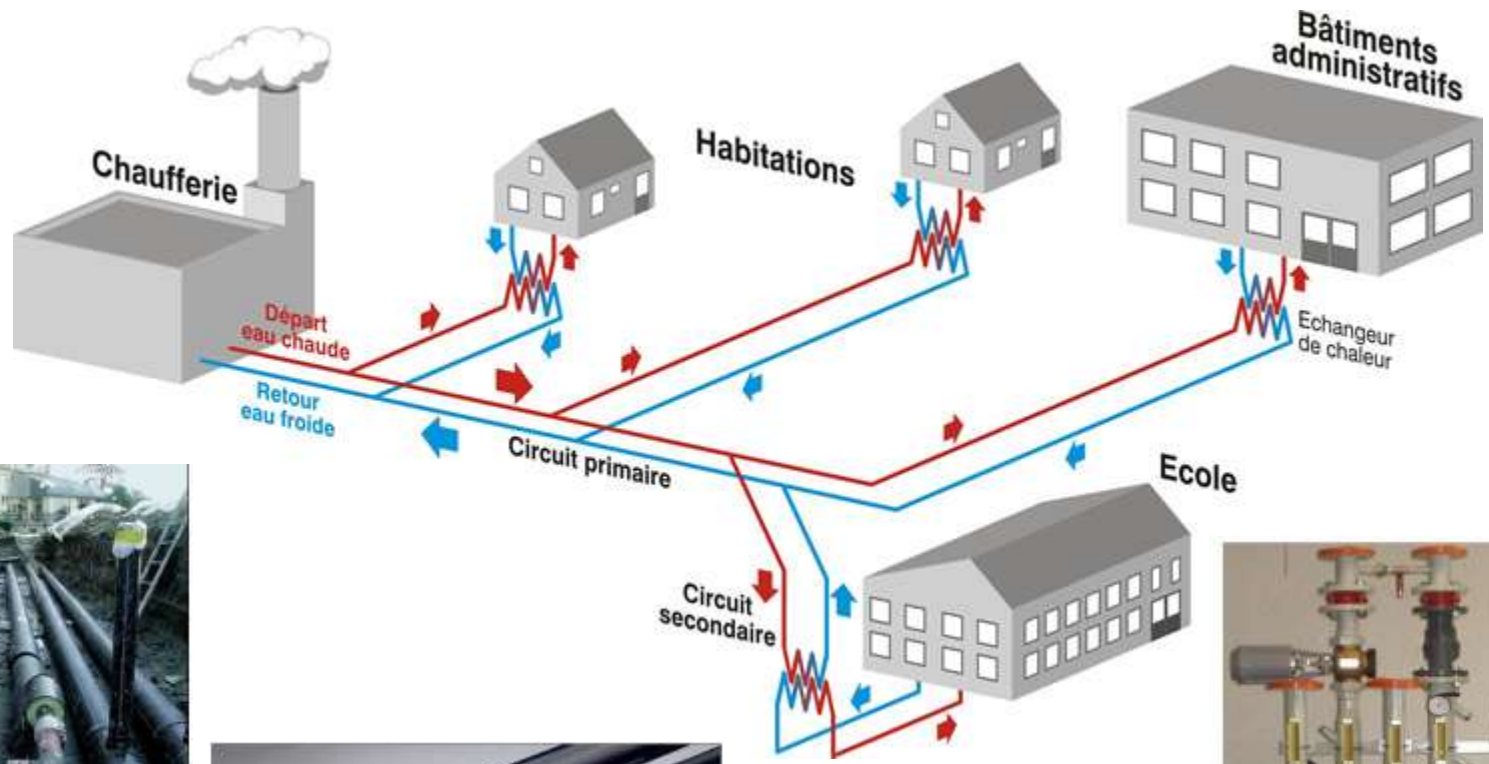 Bâtiments
administratifs
Habitations
Chaufferie
Départ
eau chaude
Echangeur
de chaleur
Retour
eau froide
Circuit primaire
Ecole
Circuit
secondaire